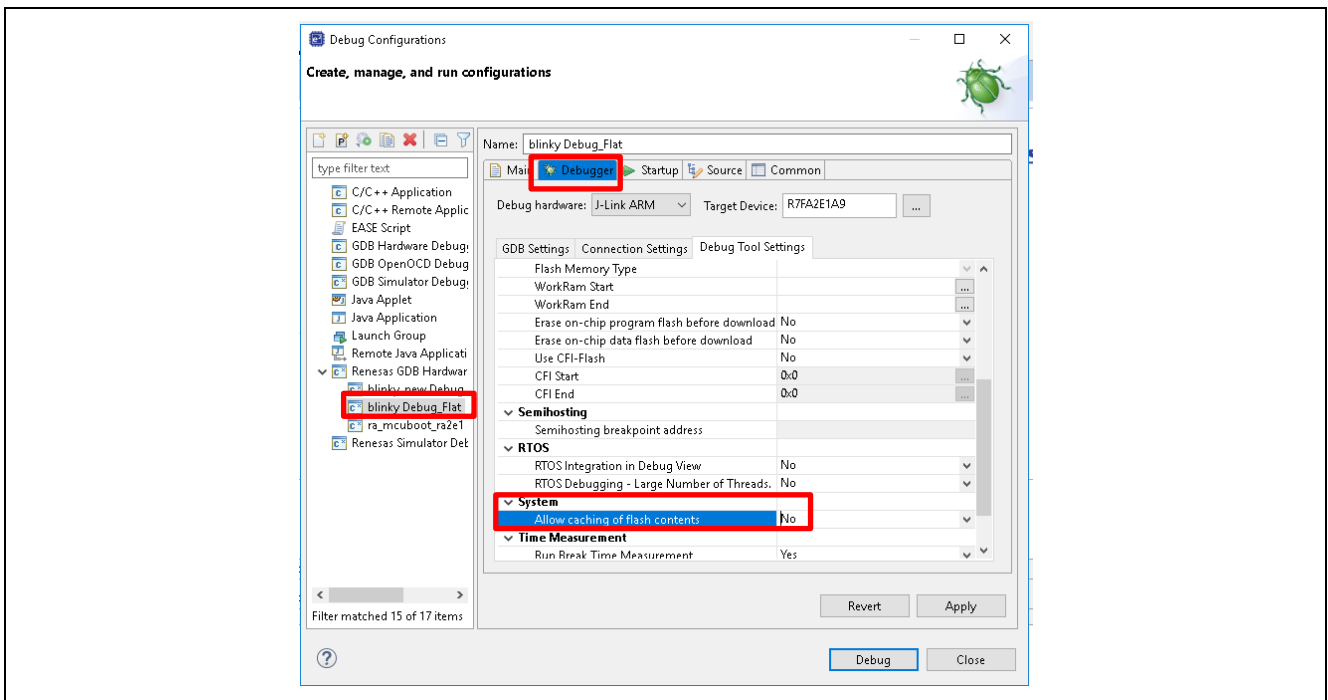 Debug Configurations
Create, manage, and run configurations
Name: blinky Debug_Flat
type filter text
Main Debugger Startup Source Common
C/C++ Application
C/C++ Remote Applic
EASE Script
GDB Hardware Debug
GDB OpenOCD Debug
GDB Simulator Debug
Java Applet
Java Application
Launch Group
Remote Java Applicati
Renesas GDB Hardwar
blinky_new Debug
blinky Debug_Flat
ra_mcuboot_ra2e1
Renesas Simulator Det
Filter matched 15 of 17 items
Debug hardware: J-Link ARM Target Device: R7FA2E1A9 ...
GDB Settings Connection Settings Debug Tool Settings
Flash Memory Type
WorkRam Start ...
WorkRam End ...
Erase on-chip program flash before download No
Erase on-chip data flash before download No
Use CFI-Flash No
CFI Start 0x0 ...
CFI End 0x0 ...
Semihosting
Semihosting breakpoint address
RTOS
RTOS Integration in Debug View No
RTOS Debugging - Large Number of Threads. No
System
Allow caching of flash contents No
Time Measurement
Run Break Time Measurement Yes
Revert Apply
Debug Close